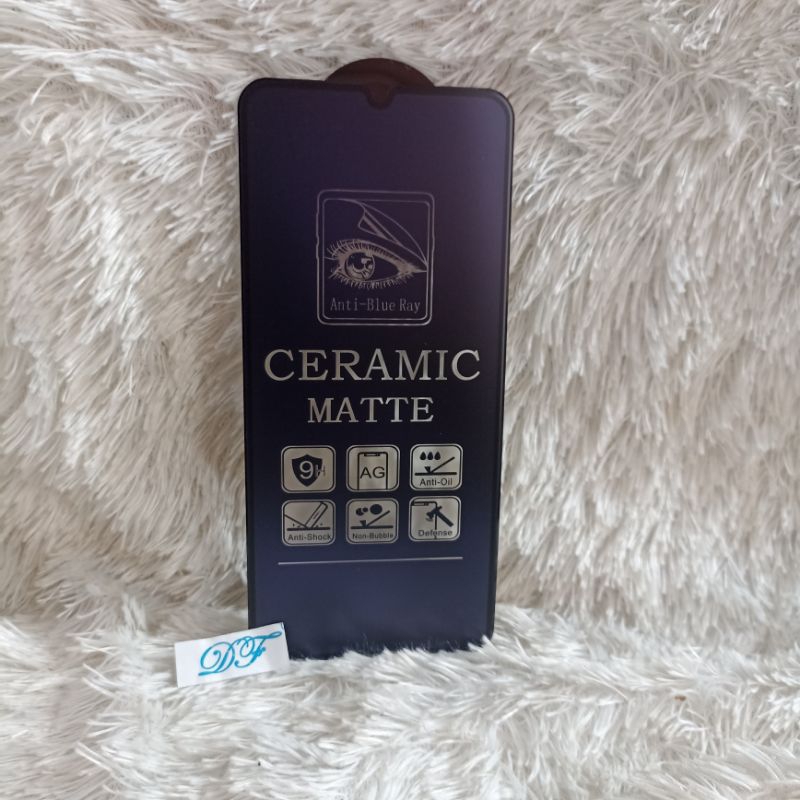 Anti-Blue Ray
CERAMIC
MATTE
9H
AG
Anti-Oil
Anti-Shock
Non-Bubble
Defense
DF